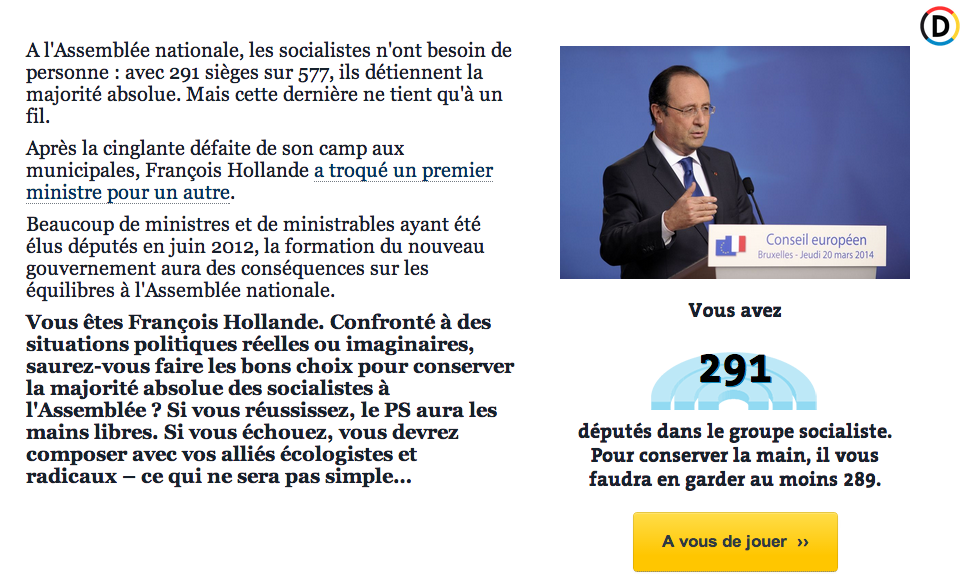 D
A l'Assemblée nationale, les socialistes n'ont besoin de
personne : avec 291 sièges sur 577, ils détiennent la
majorité absolue. Mais cette dernière ne tient qu'à un
fil.
Après la cinglante défaite de son camp aux
municipales, François Hollande a troqué un premier
ministre pour un autre.
Beaucoup de ministres et de ministrables ayant été
élus députés en juin 2012, la formation du nouveau
gouvernement aura des conséquences sur les
équilibres à l'Assemblée nationale.
Vous êtes François Hollande. Confronté à des
situations politiques réelles ou imaginaires,
saurez-vous faire les bons choix pour conserver
la majorité absolue des socialistes à
l'Assemblée ? Si vous réussissez, le PS aura les
mains libres. Si vous échouez, vous devrez
composer avec vos alliés écologistes et
radicaux – ce qui ne sera pas simple...
Conseil européen
Bruxelles - Jeudi 20 mars 2014
Vous avez
291
députés dans le groupe socialiste.
Pour conserver la main, il vous
faudra en garder au moins 289.
A vous de jouer ››